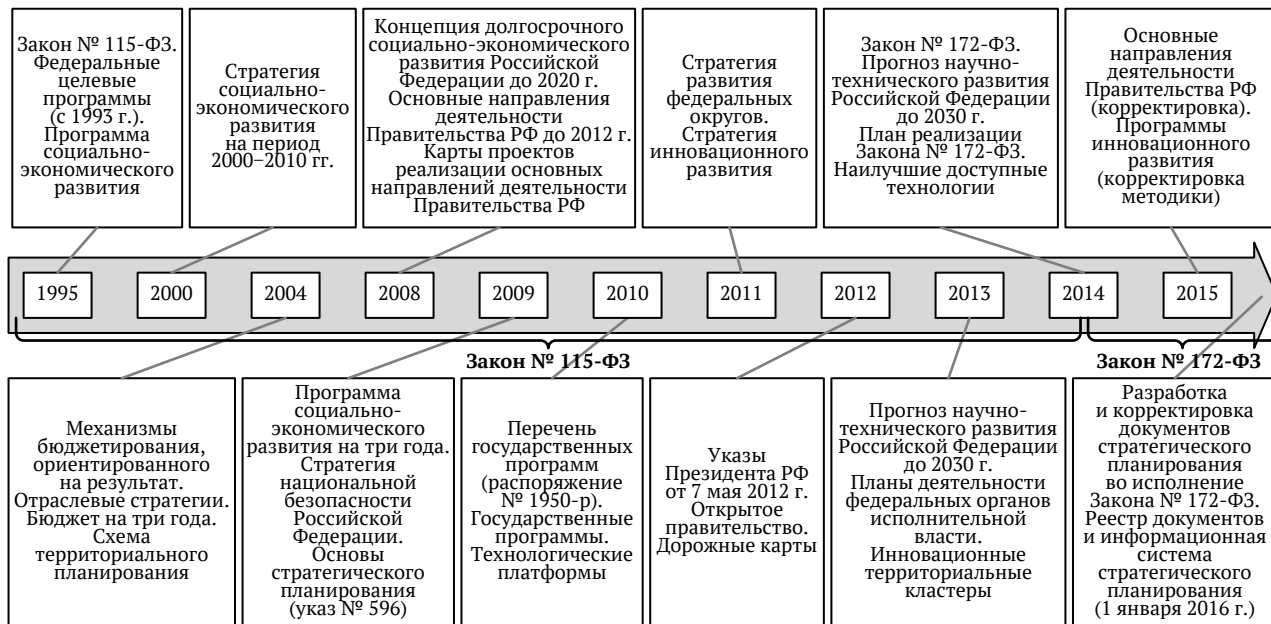 Закон № 115-ФЗ.
Федеральные
целевые
программы
(с 1993 г.).
Программа
социально-
экономического
развития
Стратегия
социально-
экономического
развития
на период
2000–2010 гг.
Концепция долгосрочного
социально-экономического
развития Российской
Федерации до 2020 г.
Основные направления
деятельности
Правительства РФ до 2012 г.
Карты проектов
реализации основных
направлений деятельности
Правительства РФ
Стратегия
развития
федеральных
округов.
Стратегия
инновационного
развития
Закон № 172-ФЗ.
Прогноз научно-
технического развития
Российской Федерации
до 2030 г.
План реализации
Закона № 172-ФЗ.
Наилучшие доступные
технологии
Основные
направления
деятельности
Правительства РФ
(корректировка).
Программы
инновационного
развития
(корректировка
методики)
1995
2000
2004
2008
2009
2010
2011
2012
2013
2014
2015
Закон № 115-ФЗ
Закон № 172-ФЗ
Механизмы
бюджетирования,
ориентированного
на результат.
Отраслевые стратегии.
Бюджет на три года.
Схема
территориального
планирования
Программа
социально-
экономического
развития на три года.
Стратегия
национальной
безопасности
Российской
Федерации.
Основы
стратегического
планирования
(указ № 596)
Перечень
государственных
программ
(распоряжение
№ 1950-р).
Государственные
программы.
Технологические
платформы
Указы
Президента РФ
от 7 мая 2012 г.
Открытое
правительство.
Дорожные карты
Прогноз научно-
технического развития
Российской Федерации
до 2030 г.
Планы деятельности
федеральных органов
исполнительной
власти.
Инновационные
территориальные
кластеры
Разработка
и корректировка
документов
стратегического
планирования
во исполнение
Закона № 172-ФЗ.
Реестр документов
и информационная
система
стратегического
планирования
(1 января 2016 г.)